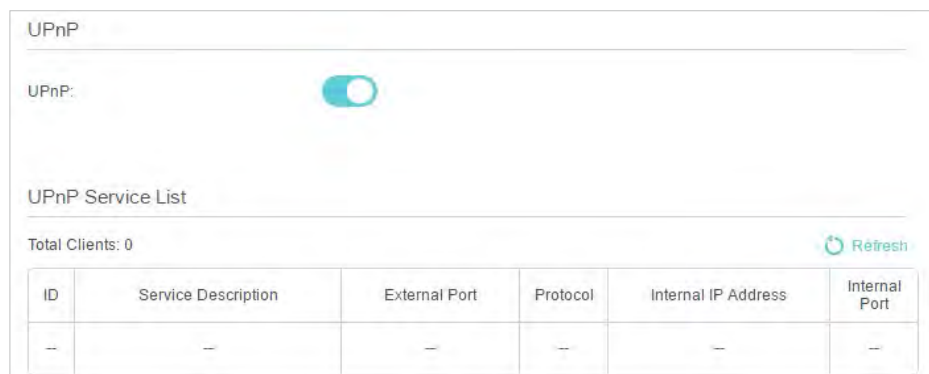 UPnP
UPnP:
UPnP Service List
Total Clients: 0
Refresh
ID Service Description External Port Protocol Internal IP Address Internal Port
-- -- -- -- -- --